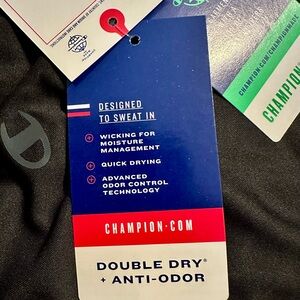 DESIGNED
TO SWEAT IN
WICKING FOR
MOISTURE
MANAGEMENT
QUICK DRYING
ADVANCED
ODOR CONTROL
TECHNOLOGY
CHAMPION.COM
DOUBLE DRY®
+ ANTI-ODOR
CHAMPION